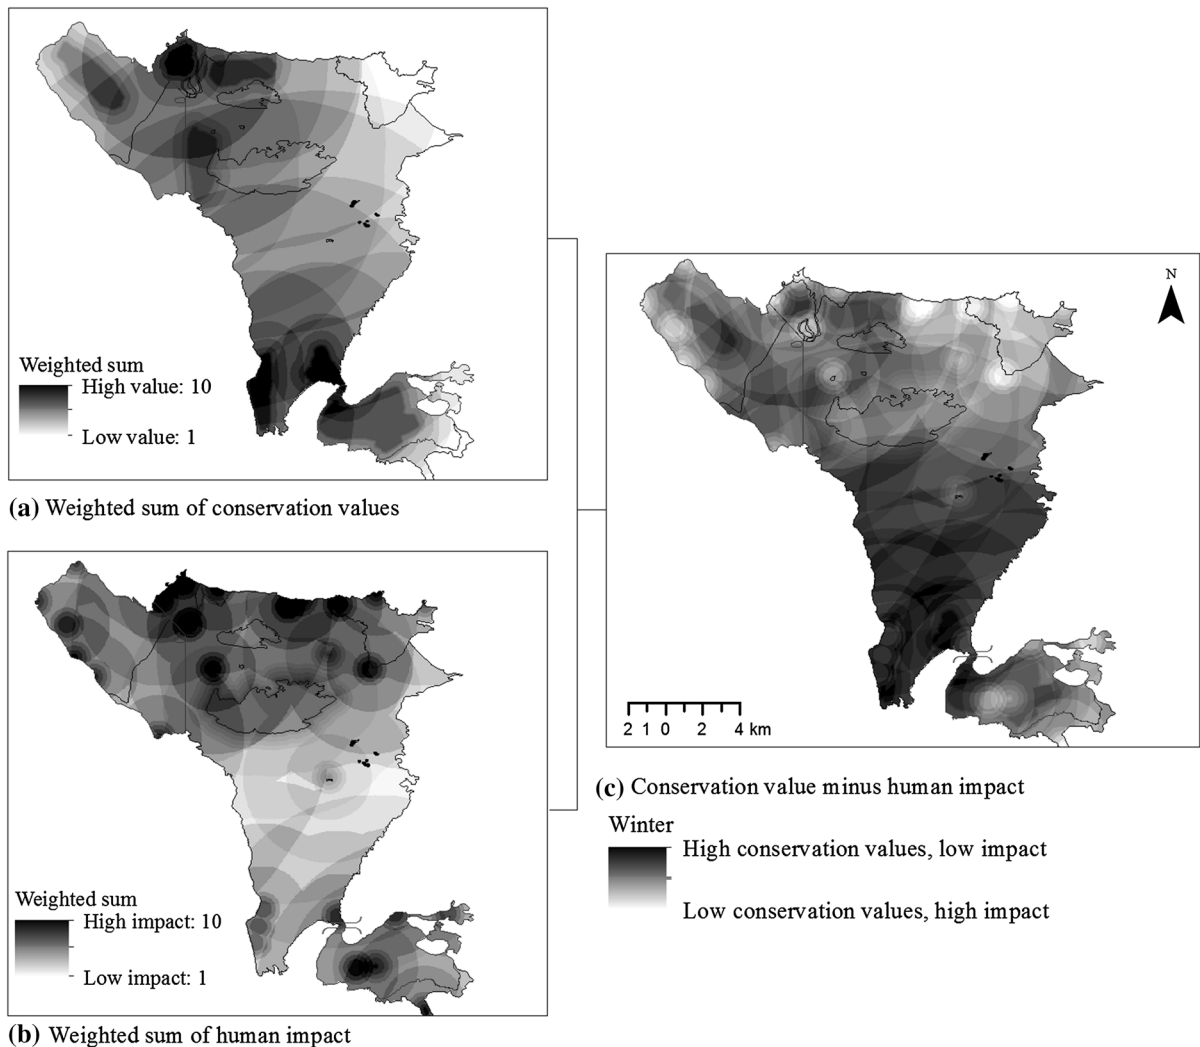 Weighted sum
High value: 10
Low value: 1
(a) Weighted sum of conservation values
Weighted sum
High impact: 10
Low impact: 1
(b) Weighted sum of human impact
N
2 1 0 2 4 km
(c) Conservation value minus human impact
Winter
High conservation values, low impact
Low conservation values, high impact